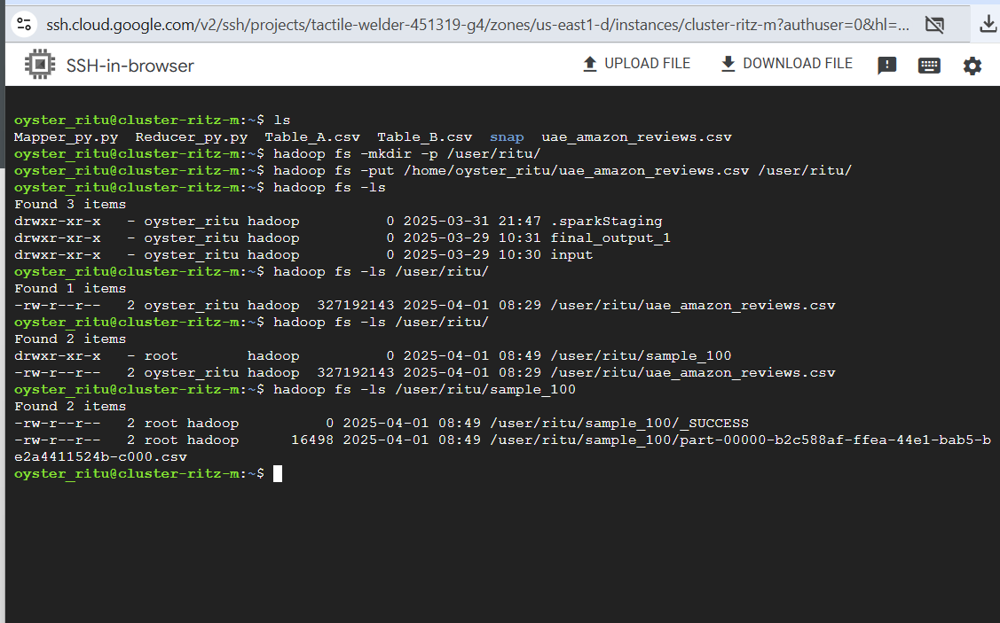 ssh.cloud.google.com/v2/ssh/projects/tactile-welder-451319-g4/zones/us-east1-d/instances/cluster-ritz-m?authuser=0&hl=...
SSH-in-browser
UPLOAD FILE
DOWNLOAD FILE
oyster_ritu@cluster-ritz-m:~$ ls
Mapper_py.py  Reducer_py.py  Table_A.csv  Table_B.csv  snap  uae_amazon_reviews.csv
oyster_ritu@cluster-ritz-m:~$ hadoop fs -mkdir -p /user/ritu/
oyster_ritu@cluster-ritz-m:~$ hadoop fs -put /home/oyster_ritu/uae_amazon_reviews.csv /user/ritu/
oyster_ritu@cluster-ritz-m:~$ hadoop fs -ls
Found 3 items
drwxr-xr-x   - oyster_ritu hadoop          0 2025-03-31 21:47 .sparkStaging
drwxr-xr-x   - oyster_ritu hadoop          0 2025-03-29 10:31 final_output_1
drwxr-xr-x   - oyster_ritu hadoop          0 2025-03-29 10:30 input
oyster_ritu@cluster-ritz-m:~$ hadoop fs -ls /user/ritu/
Found 1 items
-rw-r--r--   2 oyster_ritu hadoop  327192143 2025-04-01 08:29 /user/ritu/uae_amazon_reviews.csv
oyster_ritu@cluster-ritz-m:~$ hadoop fs -ls /user/ritu/
Found 2 items
drwxr-xr-x   - root        hadoop          0 2025-04-01 08:49 /user/ritu/sample_100
-rw-r--r--   2 oyster_ritu hadoop  327192143 2025-04-01 08:29 /user/ritu/uae_amazon_reviews.csv
oyster_ritu@cluster-ritz-m:~$ hadoop fs -ls /user/ritu/sample_100
Found 2 items
-rw-r--r--   2 root hadoop          0 2025-04-01 08:49 /user/ritu/sample_100/_SUCCESS
-rw-r--r--   2 root hadoop      16498 2025-04-01 08:49 /user/ritu/sample_100/part-00000-b2c588af-ffea-44e1-bab5-b
e2a4411524b-c000.csv
oyster_ritu@cluster-ritz-m:~$